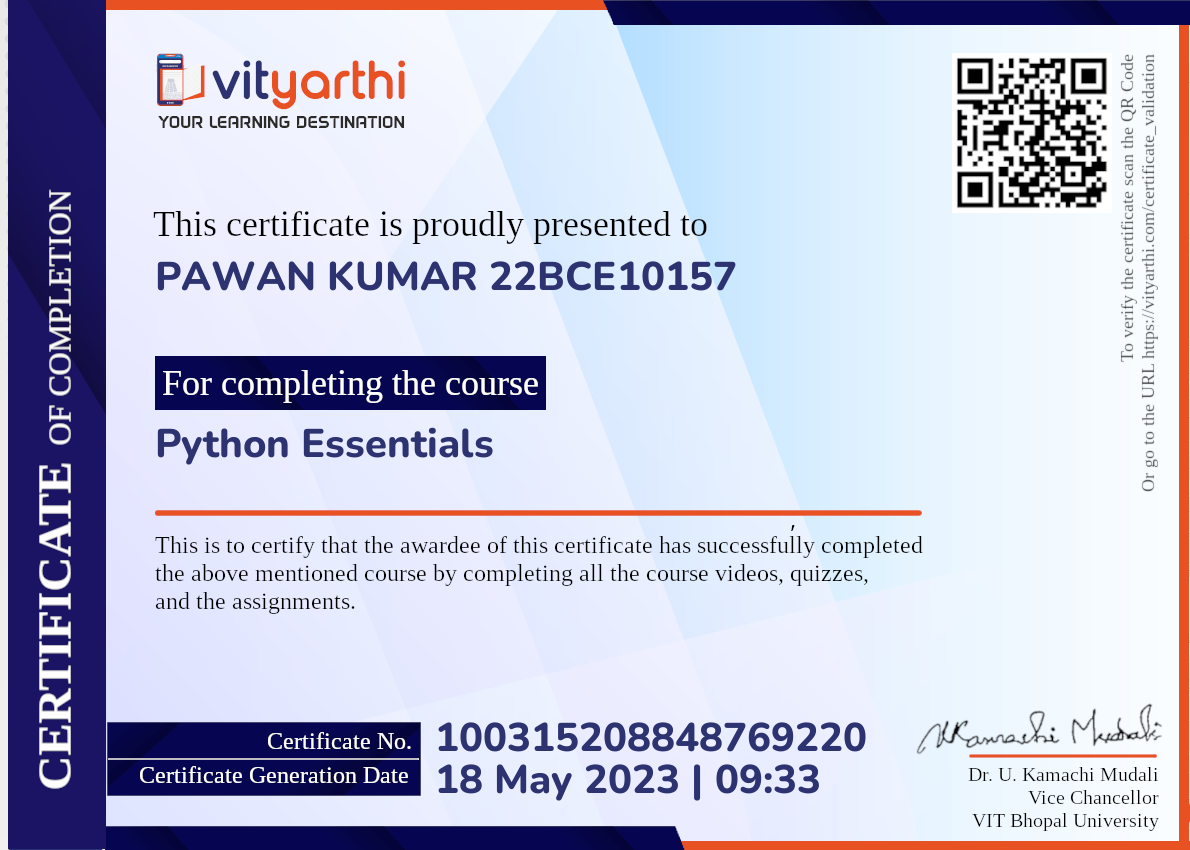 vityarthi
YOUR LEARNING DESTINATION
This certificate is proudly presented to
PAWAN KUMAR 22BCE10157
For completing the course
Python Essentials
This is to certify that the awardee of this certificate has successfully completed
the above mentioned course by completing all the course videos, quizzes,
and the assignments.
Certificate No.
100315208848769220
Certificate Generation Date
18 May 2023 | 09:33
Kamachi Mudali
Dr. U. Kamachi Mudali
Vice Chancellor
VIT Bhopal University
CERTIFICATE OF COMPLETION
To verify the certificate scan the QR Code
Or go to the URL https://vityarthi.com/certificate_validation